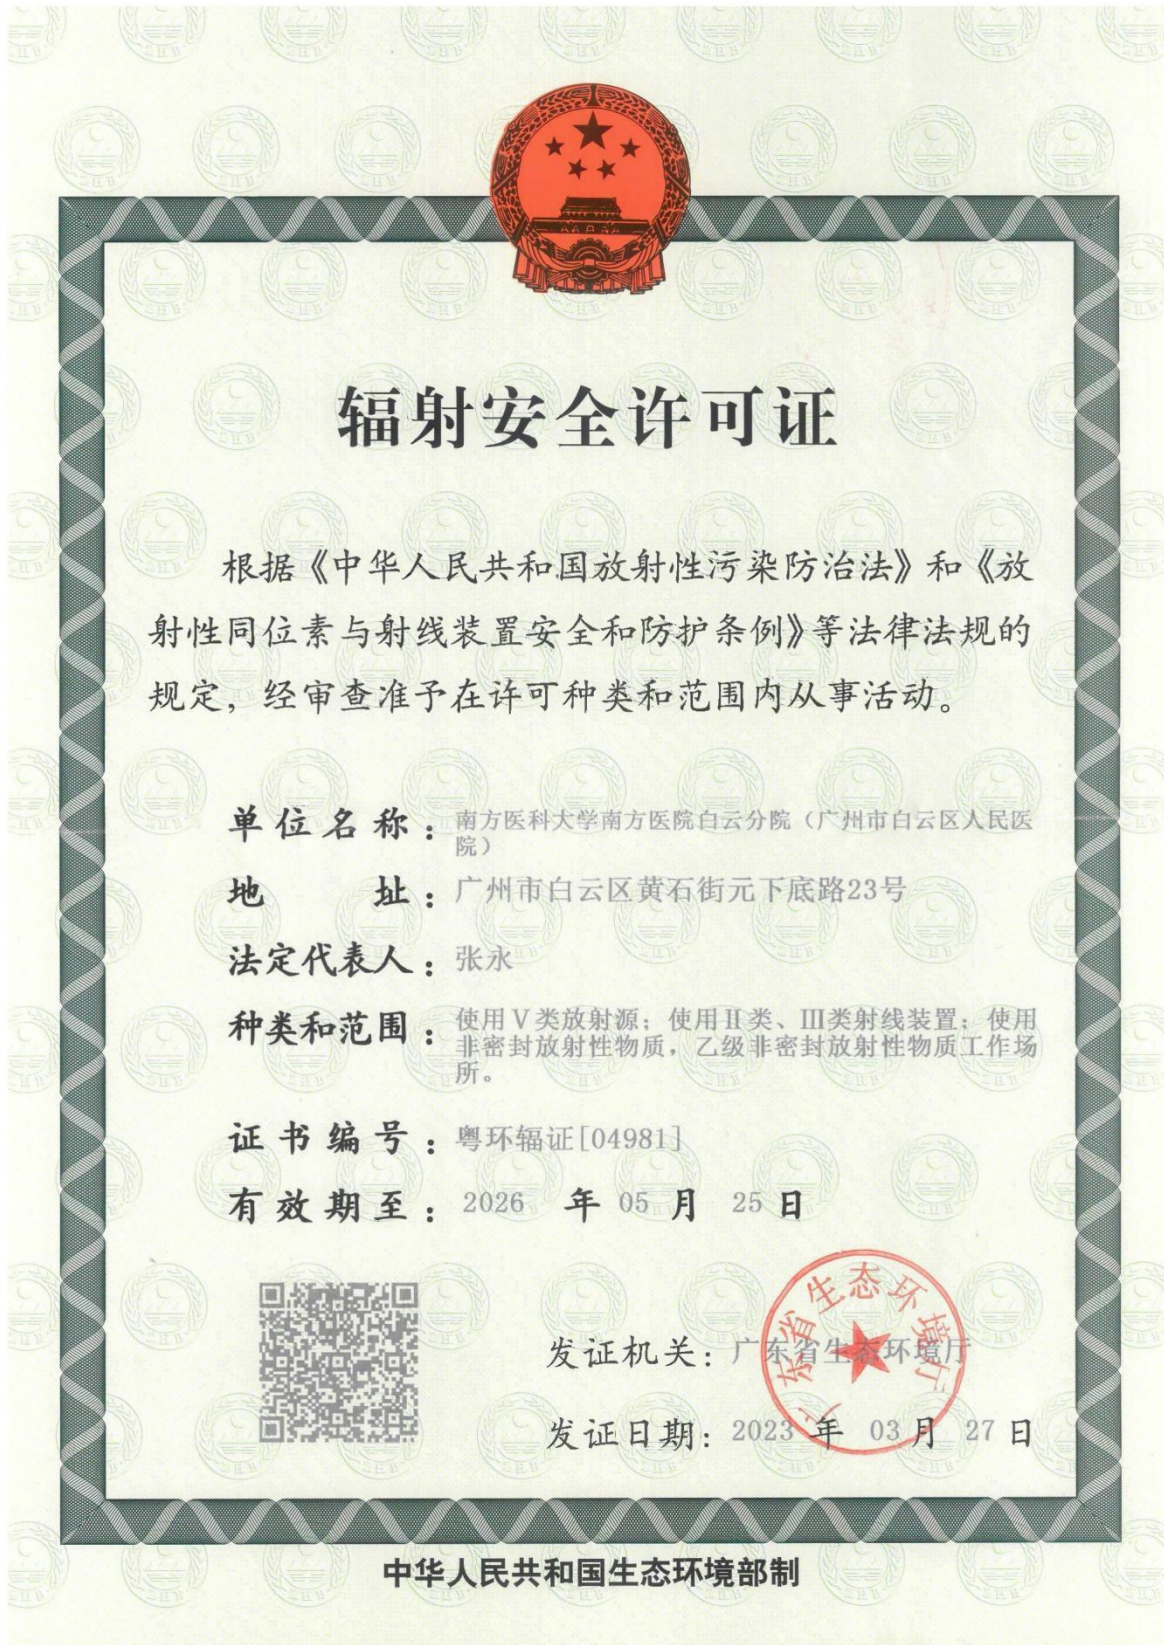 辐射安全许可证
根据《中华人民共和国放射性污染防治法》和《放
射性同位素与射线装置安全和防护条例》等法律法规的
规定，经审查准予在许可种类和范围内从事活动。
单位名称：南方医科大学南方医院白云分院（广州市白云区人民医
院）
地 址：广州市白云区黄石街元下底路23号
法定代表人：张永
种类和范围：使用Ⅴ类放射源；使用Ⅱ类、Ⅲ类射线装置；使用
非密封放射性物质，乙级非密封放射性物质工作场
所。
证书编号：粤环辐证[04981]
有效期至：2026 年 05 月 25 日
发证机关：广东省生态环境厅
广东省生态环境厅
发证日期：2023 年 03 月 27 日
中华人民共和国生态环境部制